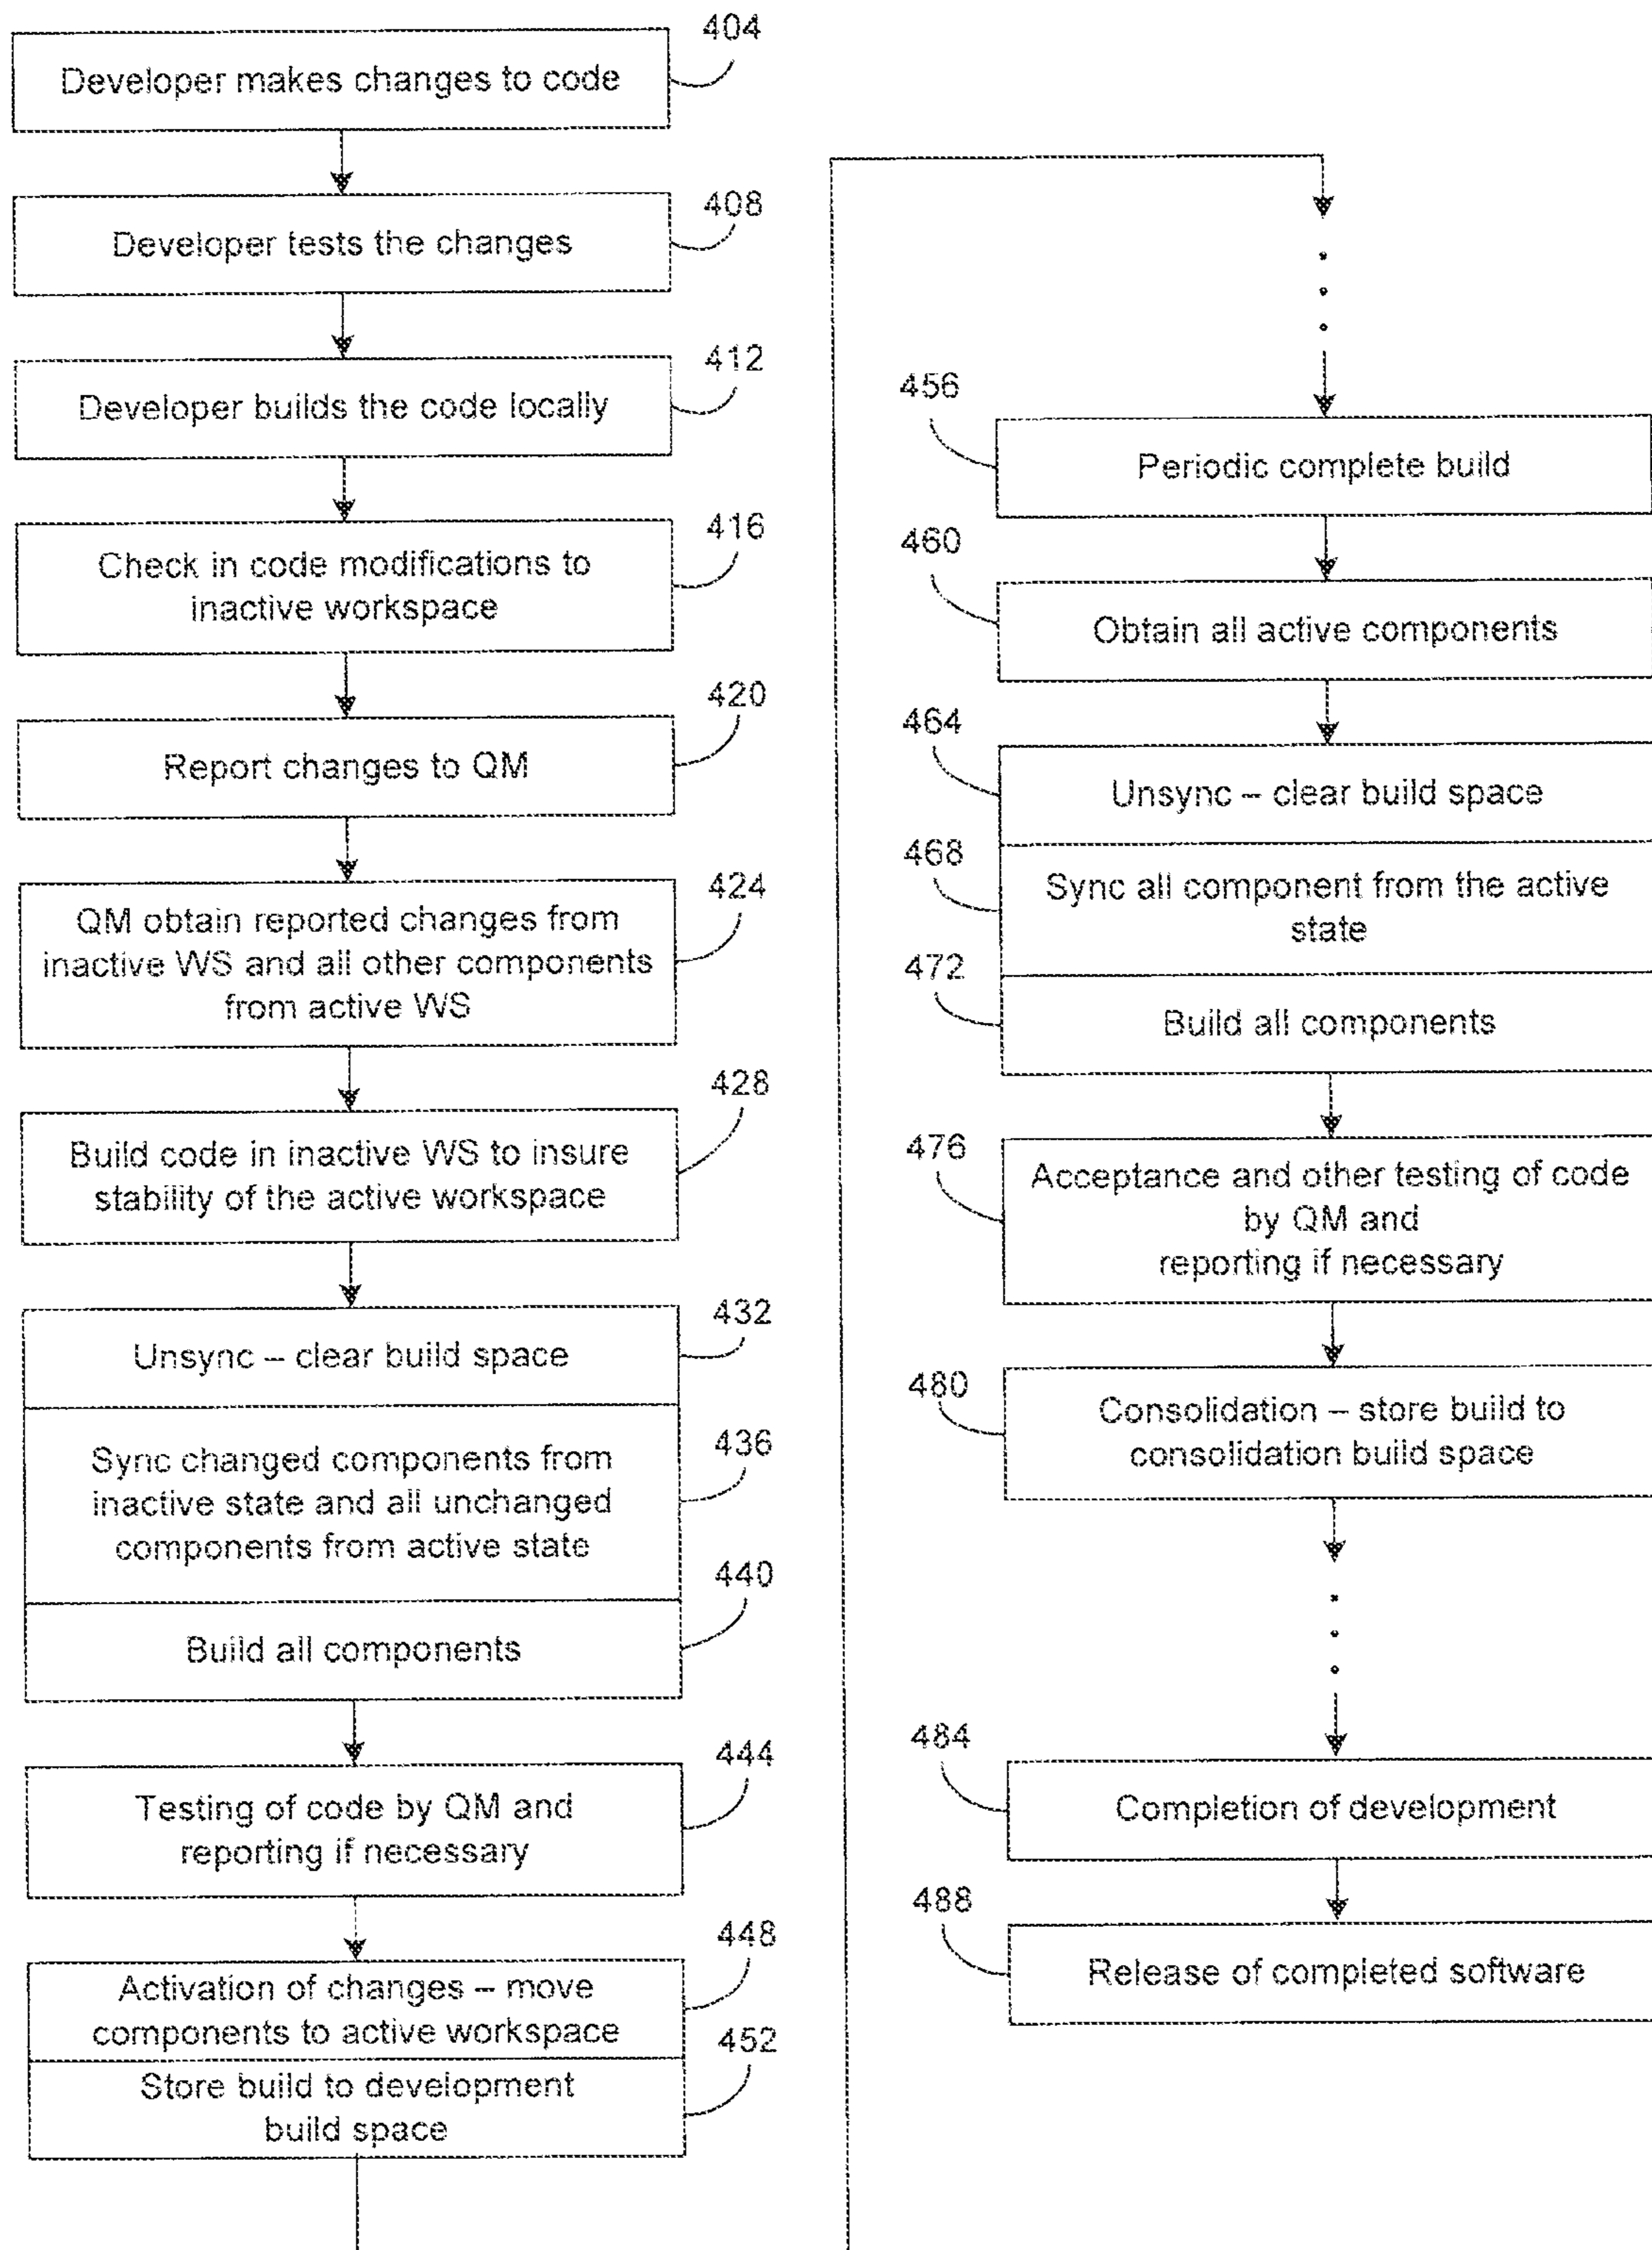 404
Developer makes changes to code
408
Developer tests the changes
412
Developer builds the code locally
416
Check in code modifications to
inactive workspace
420
Report changes to QM
424
QM obtain reported changes from
inactive WS and all other components
from active WS
428
Build code in inactive WS to insure
stability of the active workspace
432
Unsync – clear build space
436
Sync changed components from
inactive state and all unchanged
components from active state
440
Build all components
444
Testing of code by QM and
reporting if necessary
448
Activation of changes – move
components to active workspace
452
Store build to development
build space
456
Periodic complete build
460
Obtain all active components
464
Unsync – clear build space
468
Sync all component from the active
state
472
Build all components
476
Acceptance and other testing of code
by QM and
reporting if necessary
480
Consolidation – store build to
consolidation build space
484
Completion of development
488
Release of completed software